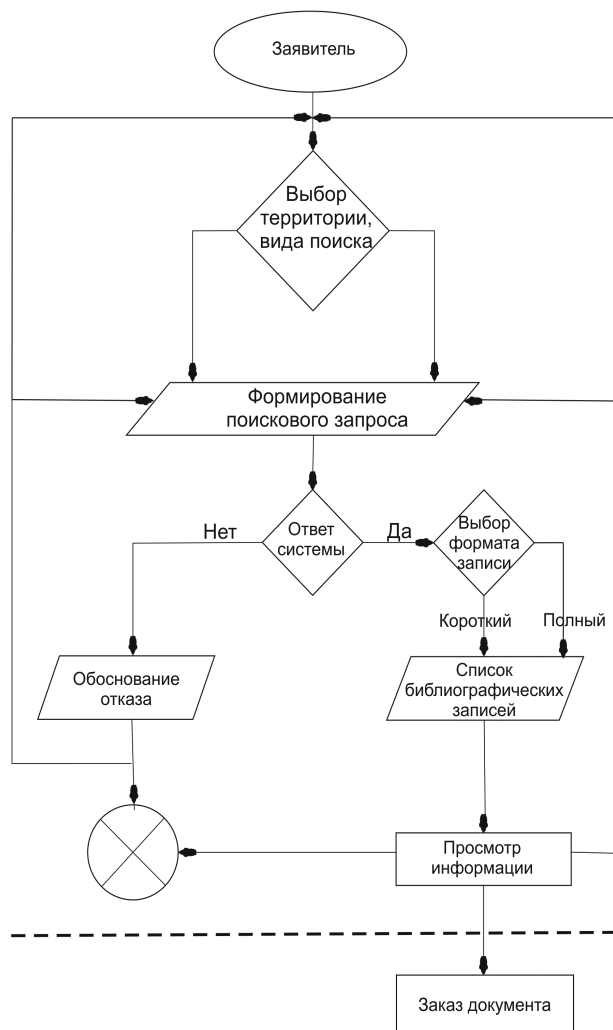 Заявитель
Выбор
территории,
вида поиска
Формирование
поискового запроса
Нет
Ответ
системы
Да
Выбор
формата
записи
Короткий
Полный
Обоснование
отказа
Список
библиографических
записей
Просмотр
информации
Заказ документа